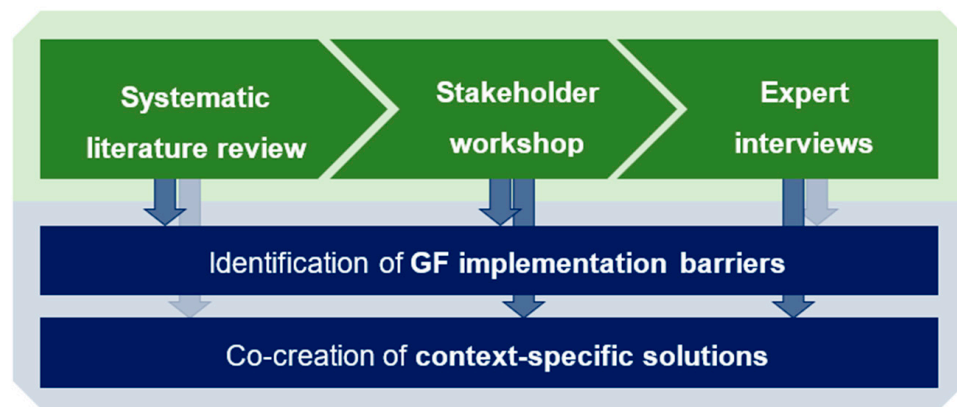 Systematic
literature review
Stakeholder
workshop
Expert
interviews
Identification of GF implementation barriers
Co-creation of context-specific solutions